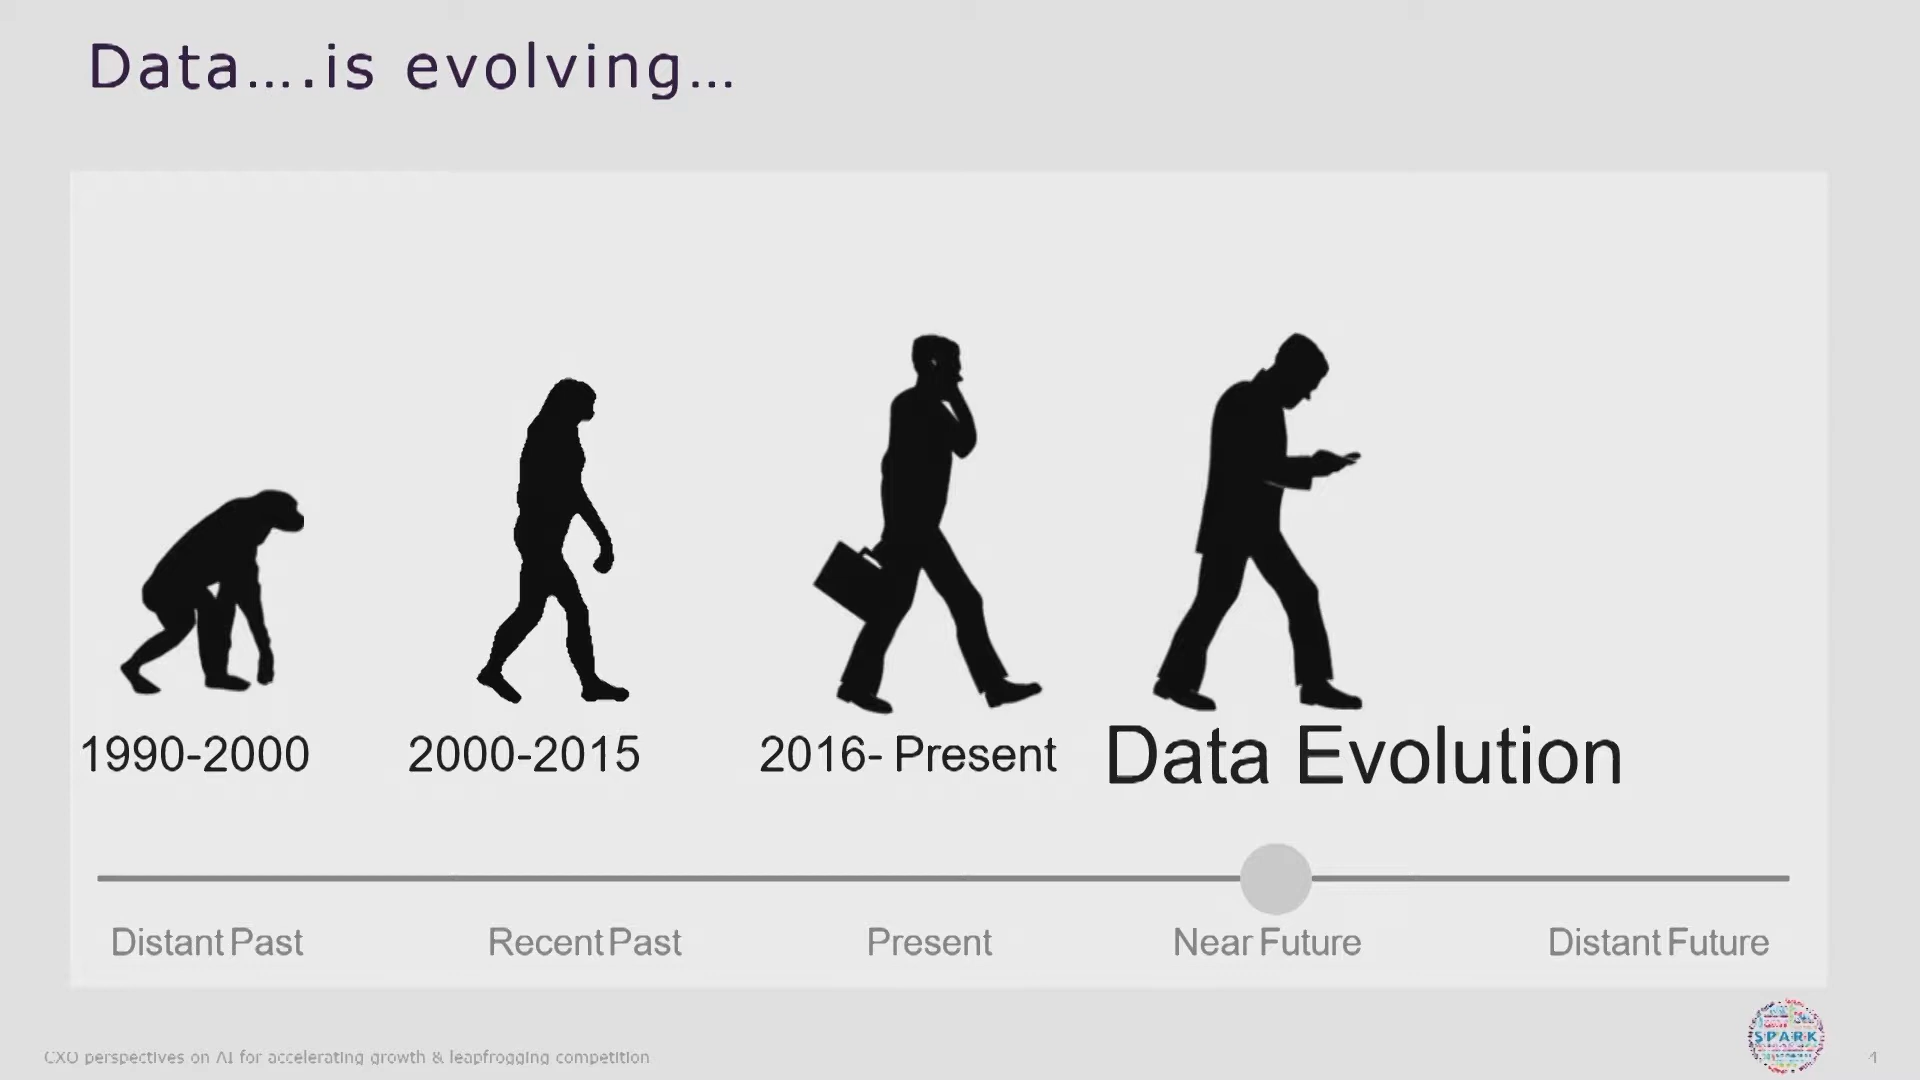 Data....is evolving...
1990-2000
2000-2015
2016- Present
Data Evolution
Distant Past
Recent Past
Present
Near Future
Distant Future
CXO perspectives on AI for accelerating growth & leapfrogging competition
SPARK
4